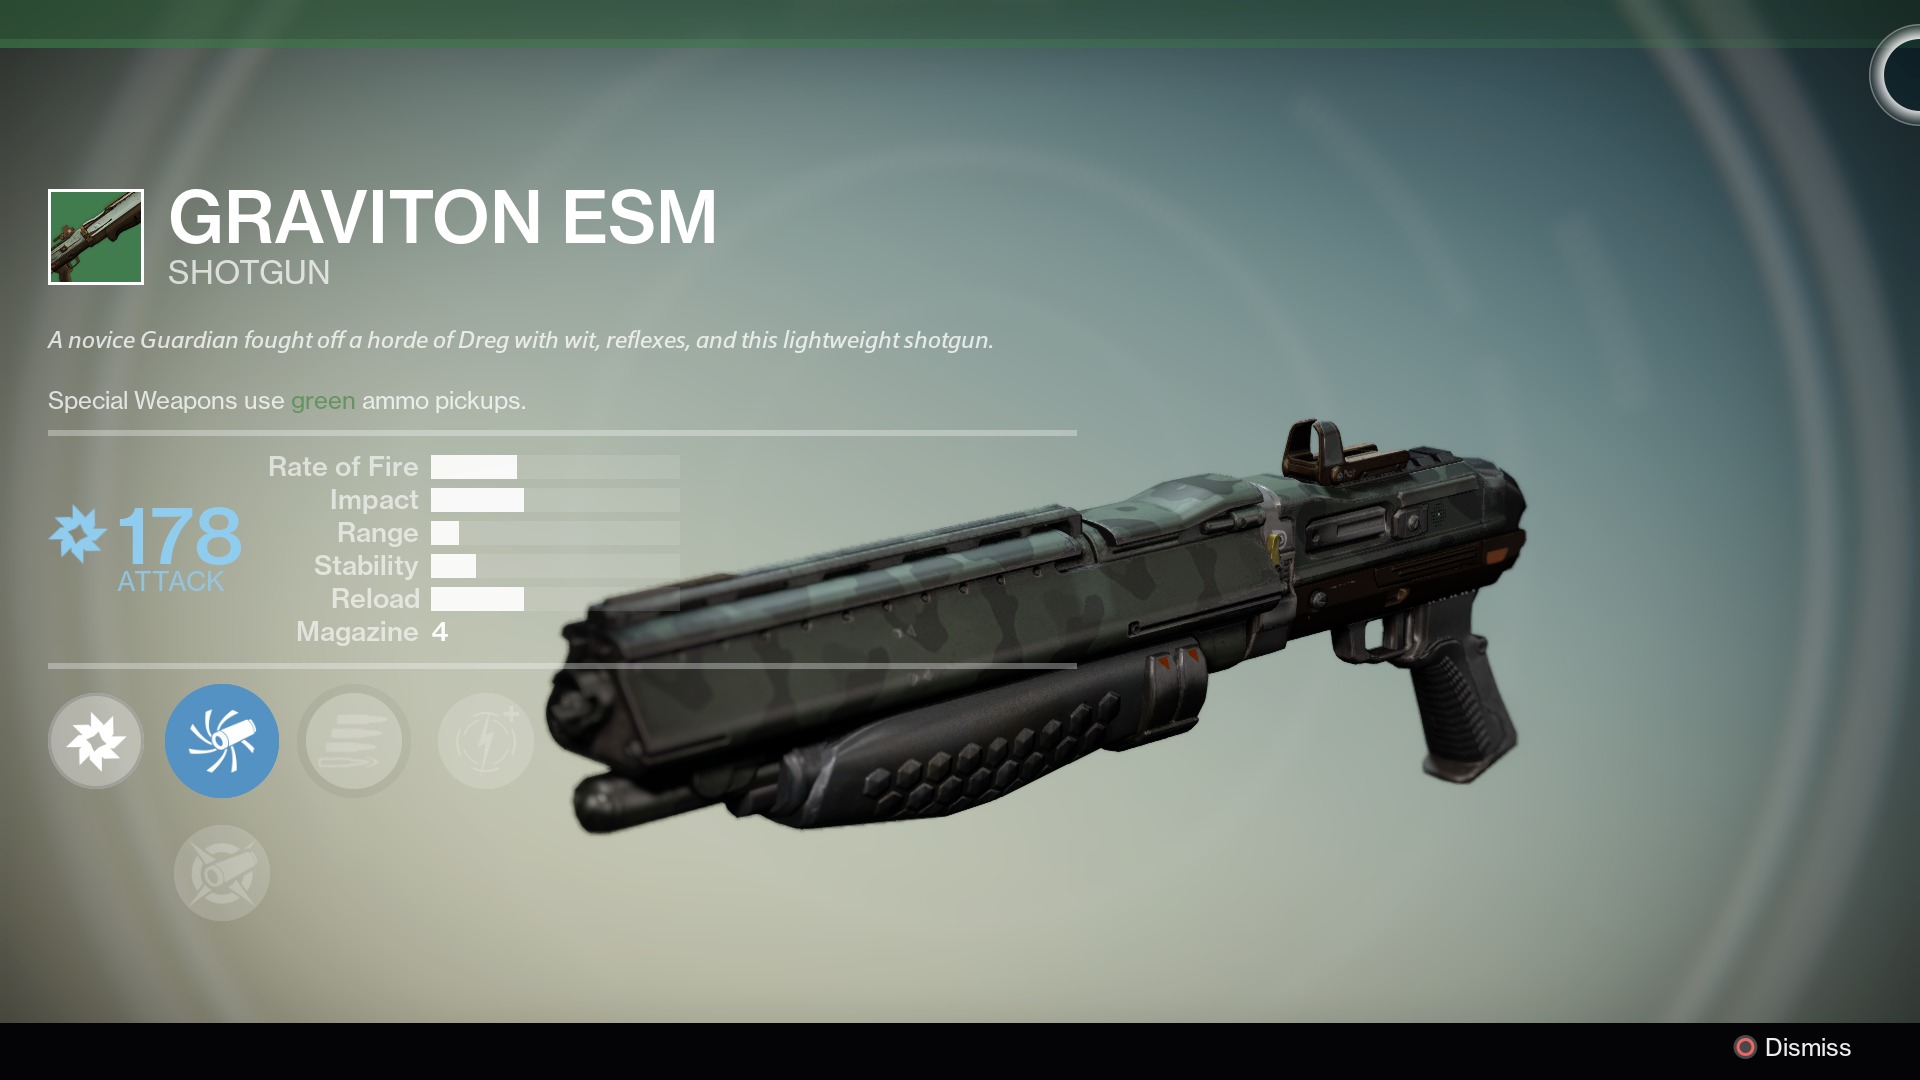 GRAVITON ESM
SHOTGUN
A novice Guardian fought off a horde of Dreg with wit, reflexes, and this lightweight shotgun.
Special Weapons use green ammo pickups.
178
ATTACK
Rate of Fire
Impact
Range
Stability
Reload
Magazine 4
Dismiss